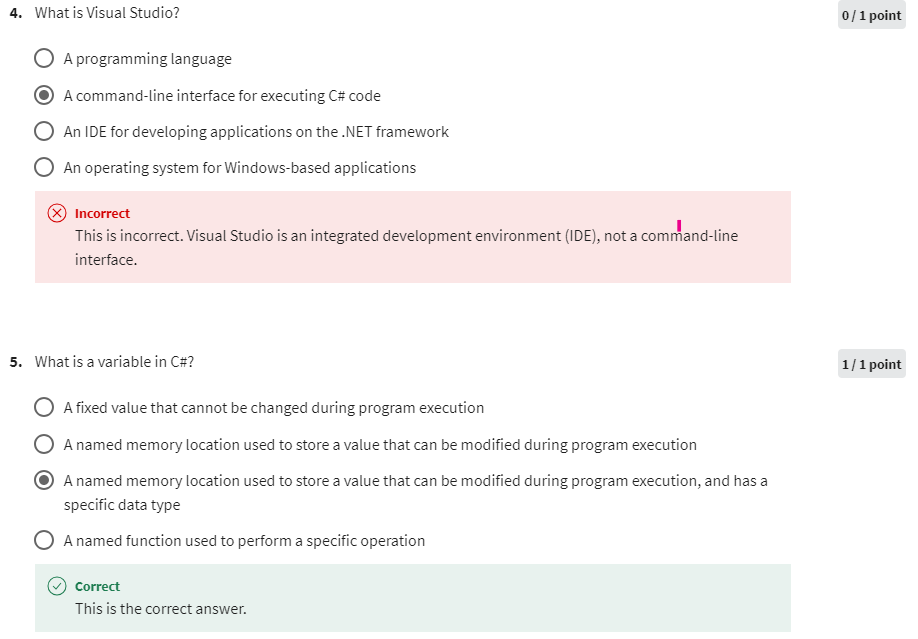 4. What is Visual Studio?
0 / 1 point
A programming language
A command-line interface for executing C# code
An IDE for developing applications on the .NET framework
An operating system for Windows-based applications
Incorrect
This is incorrect. Visual Studio is an integrated development environment (IDE), not a command-line
interface.
5. What is a variable in C#?
1 / 1 point
A fixed value that cannot be changed during program execution
A named memory location used to store a value that can be modified during program execution
A named memory location used to store a value that can be modified during program execution, and has a
specific data type
A named function used to perform a specific operation
Correct
This is the correct answer.